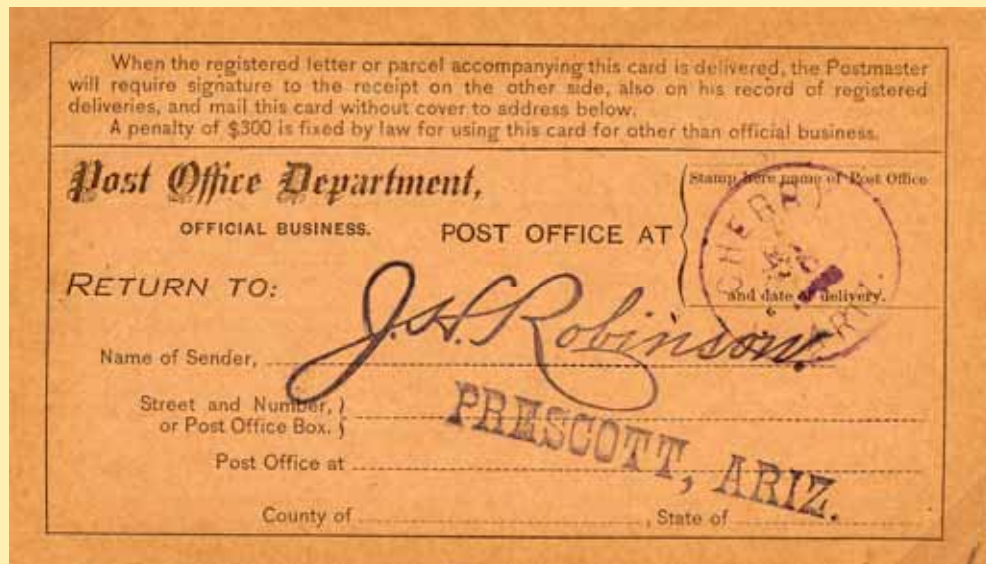 When the registered letter or parcel accompanying this card is delivered, the Postmaster
will require signature to the receipt on the other side, also on his record of registered
deliveries, and mail this card without cover to address below.
A penalty of $300 is fixed by law for using this card for other than official business.
Post Office Department,
OFFICIAL BUSINESS.
POST OFFICE AT
Stamp here name of Post Office
and date of delivery.
CHERRY
ARIZ.
RETURN TO:
J.H. Robinson
Name of Sender,
Street and Number,
or Post Office Box.
PRESCOTT, ARIZ.
Post Office at
County of , State of